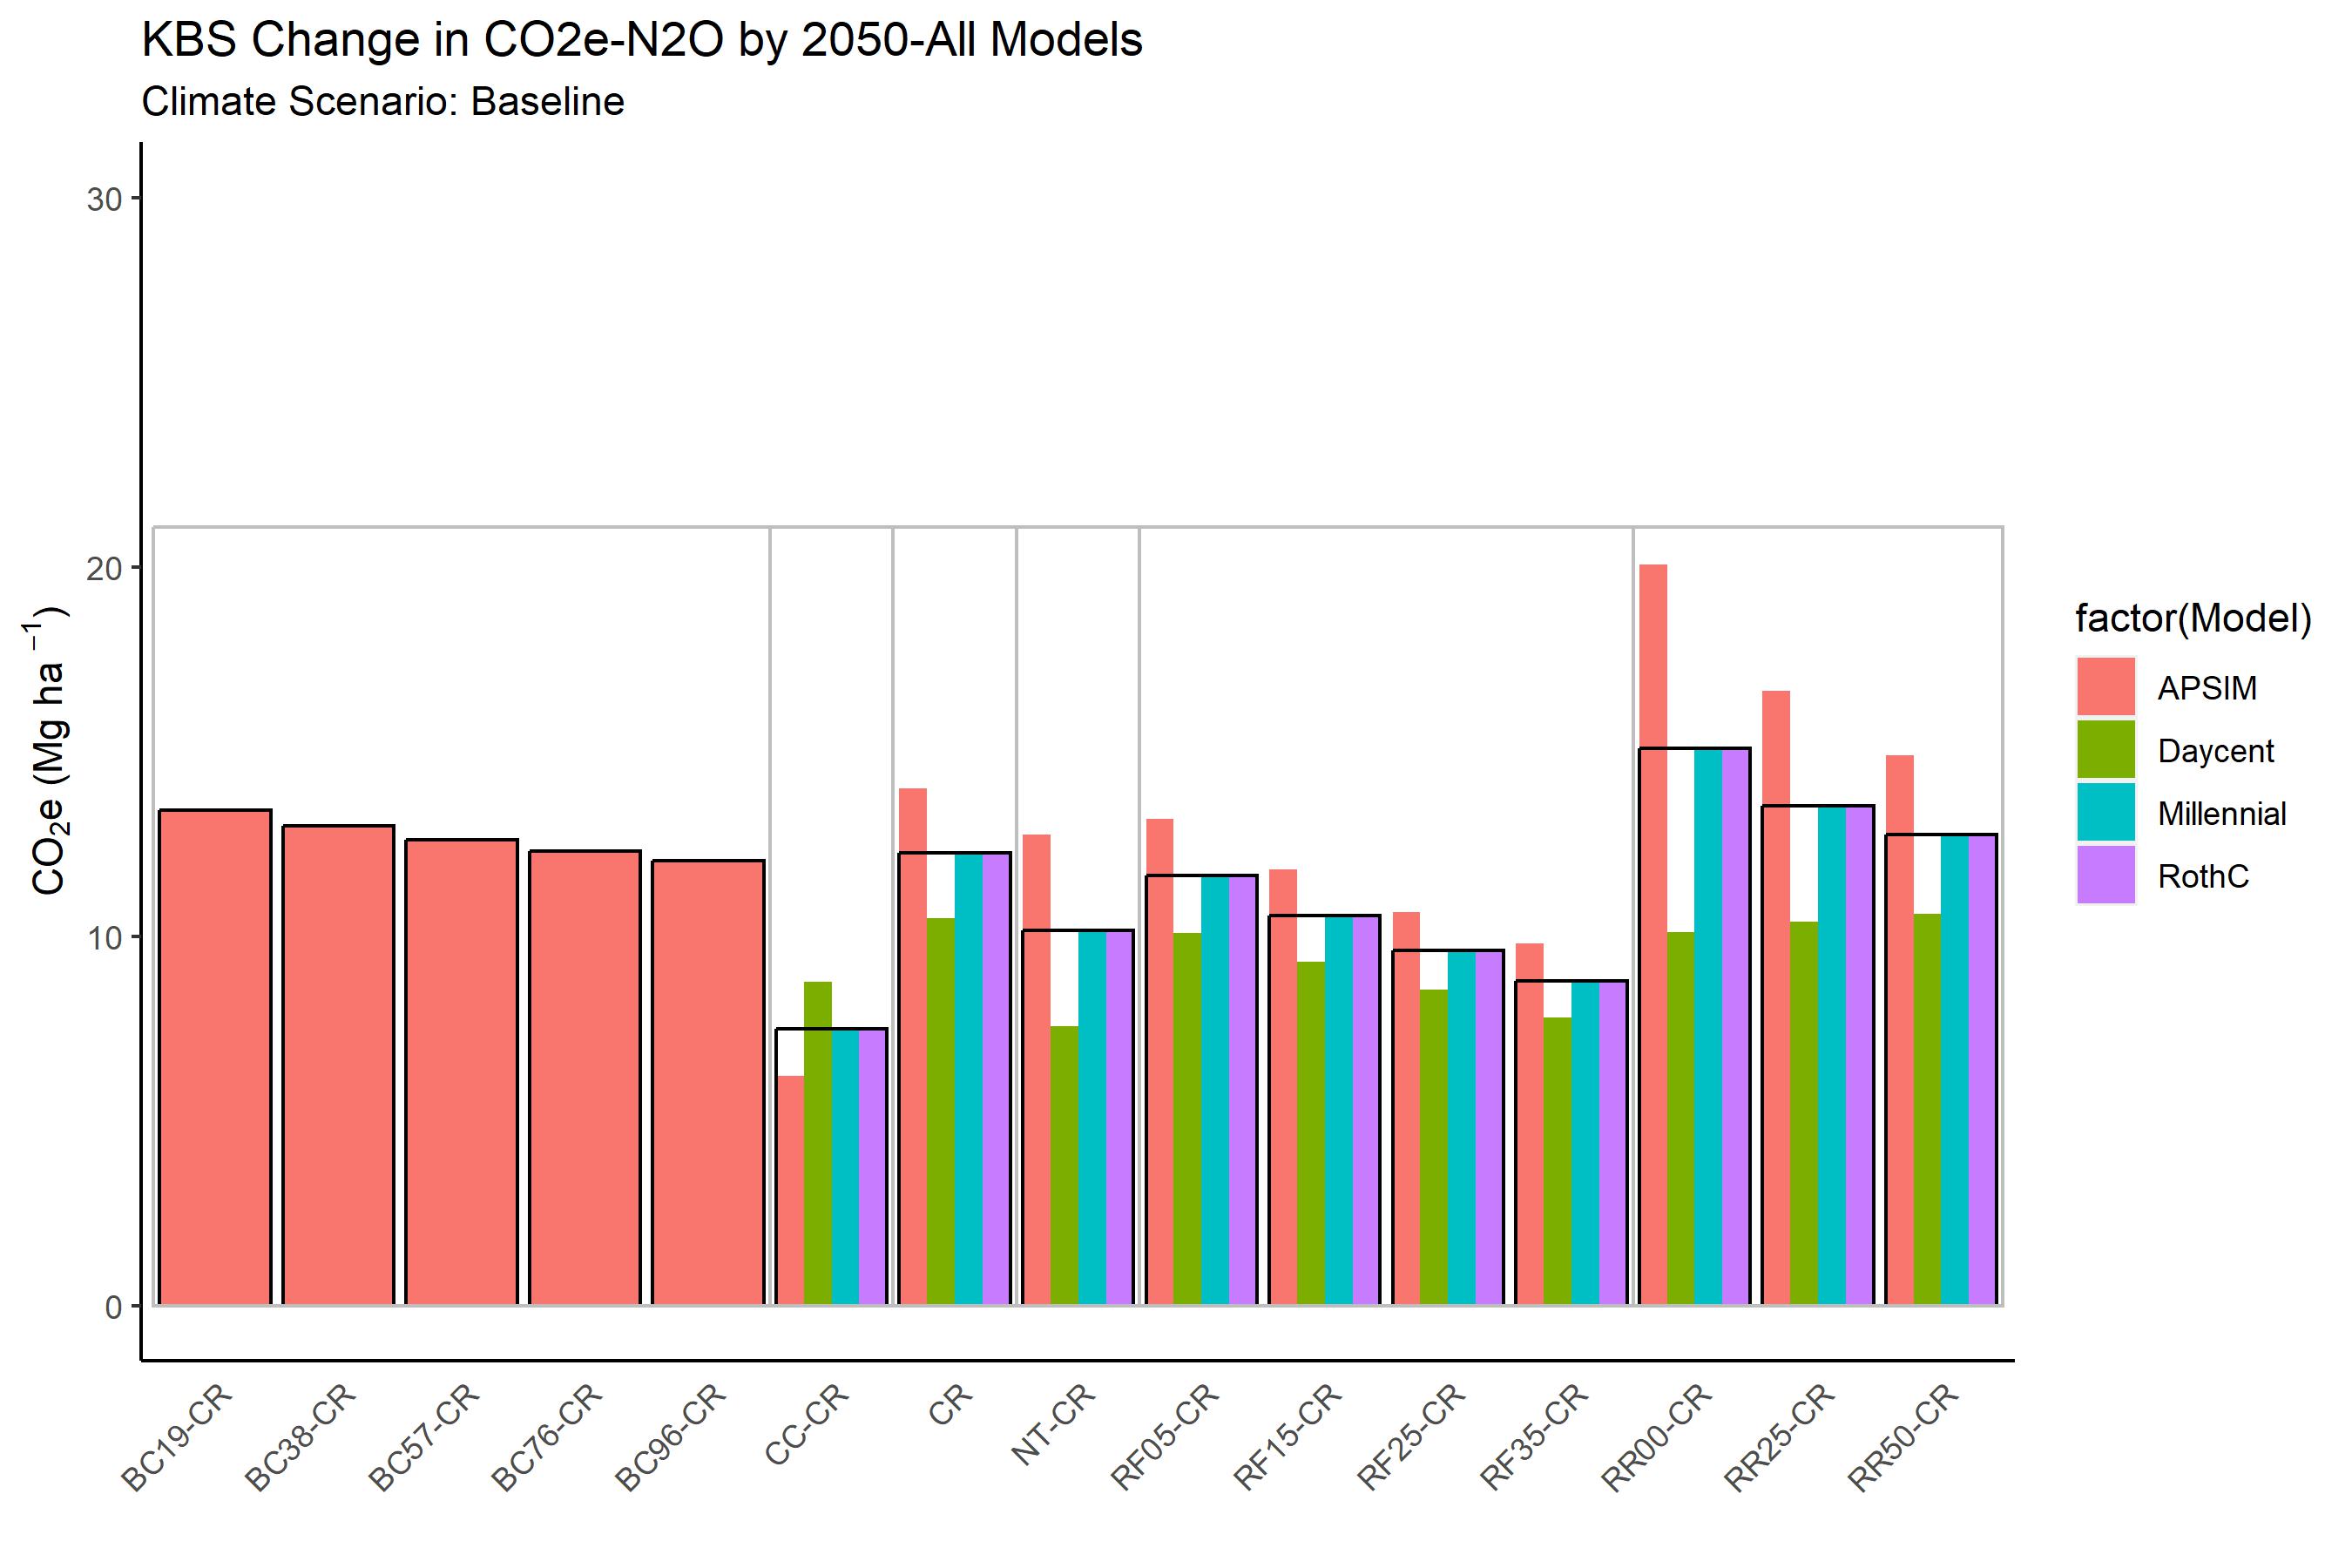 KBS Change in CO2e-N2O by 2050-All Models
Climate Scenario: Baseline
CO₂e (Mg ha ⁻¹)
30
20
10
0
BC19-CR
BC38-CR
BC57-CR
BC76-CR
BC96-CR
CC-CR
CR
NT-CR
RF05-CR
RF15-CR
RF25-CR
RF35-CR
RR00-CR
RR25-CR
RR50-CR
factor(Model)
APSIM
Daycent
Millennial
RothC